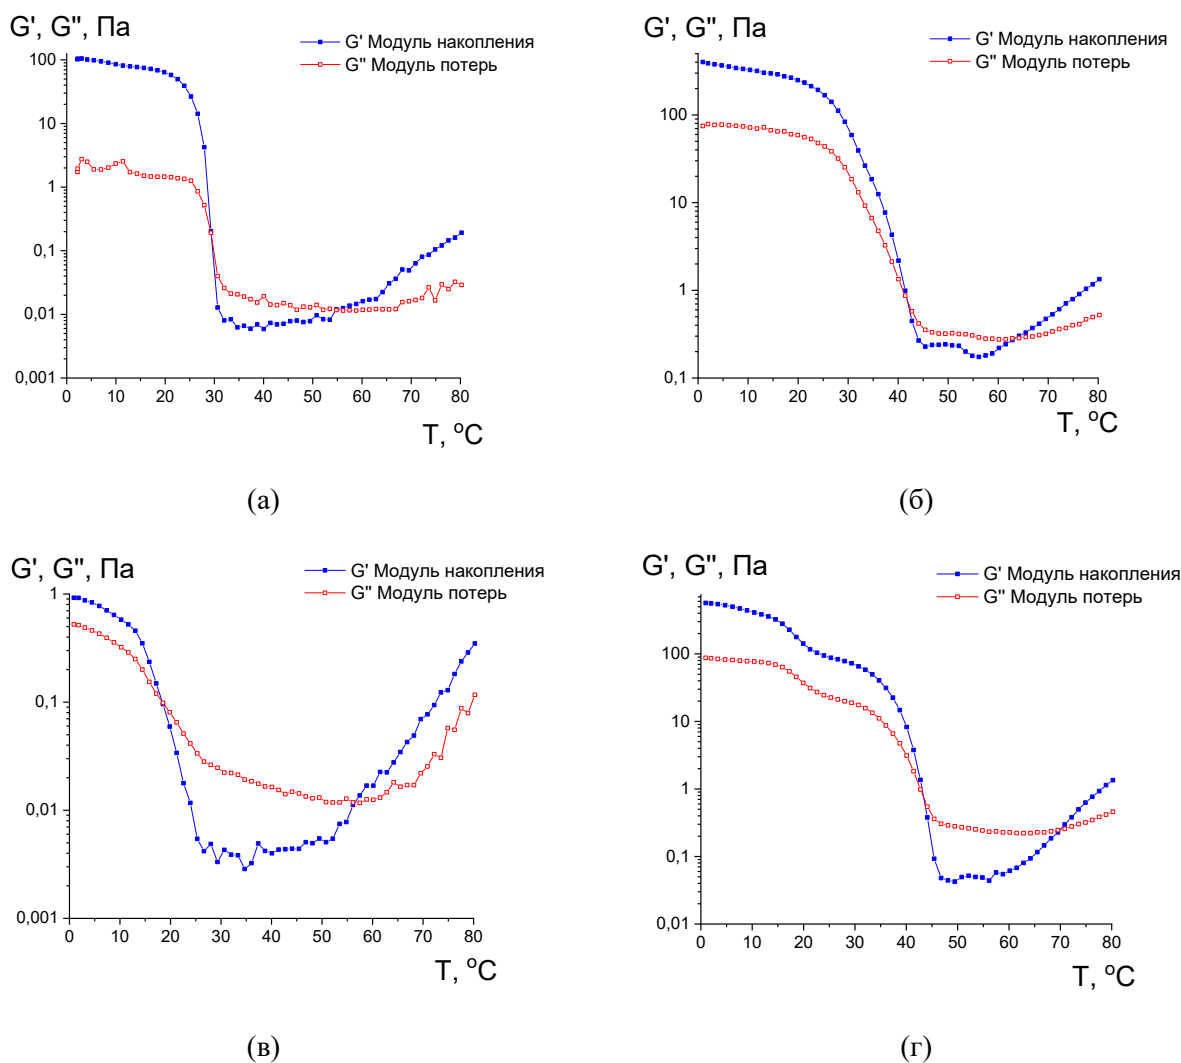 G', G'', Па
G' Модуль накопления
G'' Модуль потерь
100
10
1
0,1
0,01
0,001
0 10 20 30 40 50 60 70 80
T, °C
(а)
G', G'', Па
G' Модуль накопления
G'' Модуль потерь
100
10
1
0,1
0 10 20 30 40 50 60 70 80
T, °C
(б)
G', G'', Па
G' Модуль накопления
G'' Модуль потерь
1
0,1
0,01
0,001
0 10 20 30 40 50 60 70 80
T, °C
(в)
G', G'', Па
G' Модуль накопления
G'' Модуль потерь
100
10
1
0,1
0,01
0 10 20 30 40 50 60 70 80
T, °C
(г)